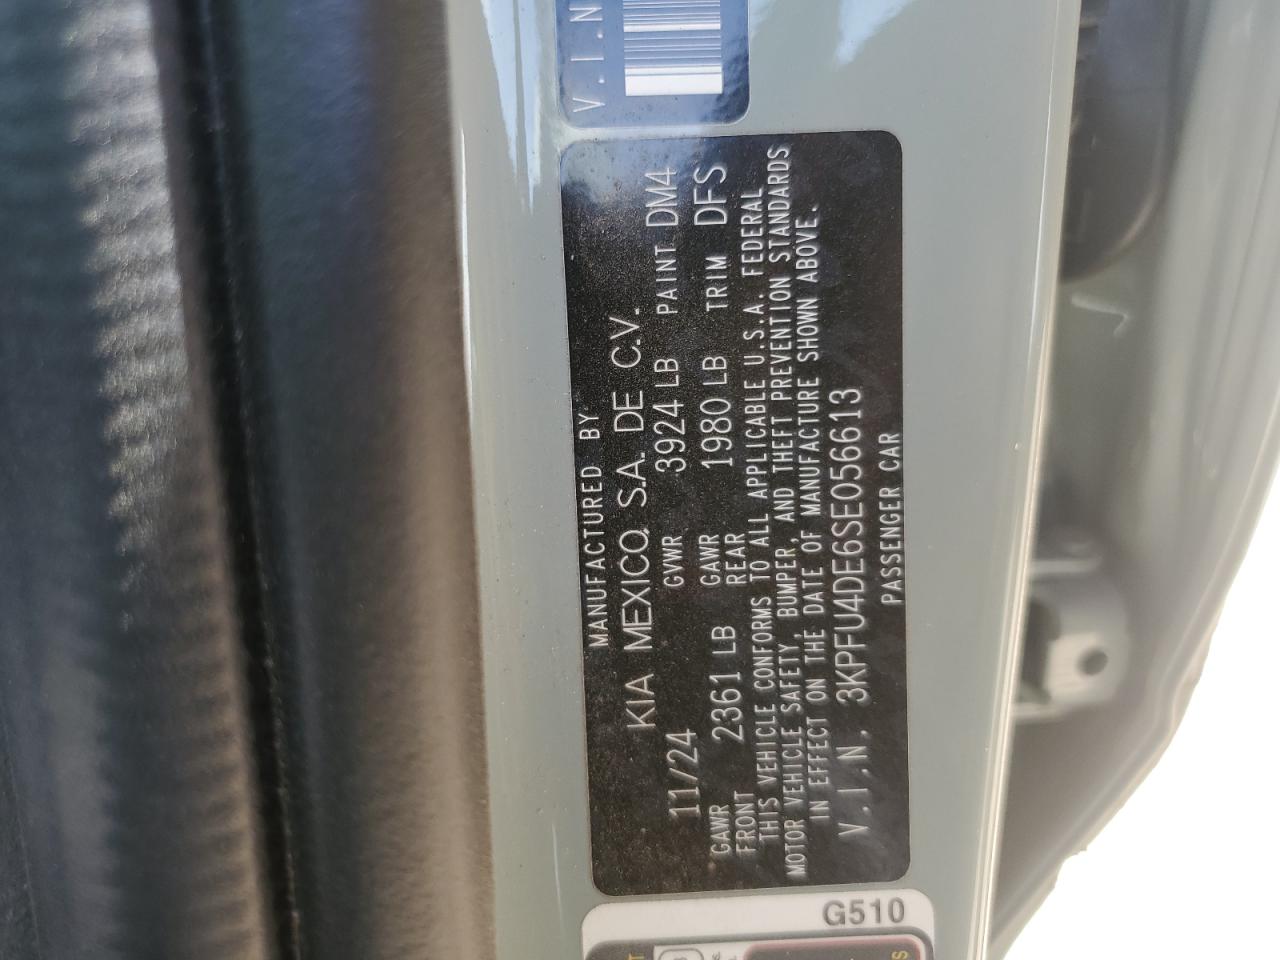 V.I.N
MANUFACTURED BY
KIA MEXICO, S.A. DE C.V.
11/24 GVWR 3924 LB PAINT DM4
GAWR FRONT 2361 LB GAWR REAR 1980 LB TRIM DFS
THIS VEHICLE CONFORMS TO ALL APPLICABLE U.S.A. FEDERAL
MOTOR VEHICLE SAFETY, BUMPER, AND THEFT PREVENTION STANDARDS
IN EFFECT ON THE DATE OF MANUFACTURE SHOWN ABOVE.
V.I.N. 3KPFU4DE6SE056613
PASSENGER CAR
G510